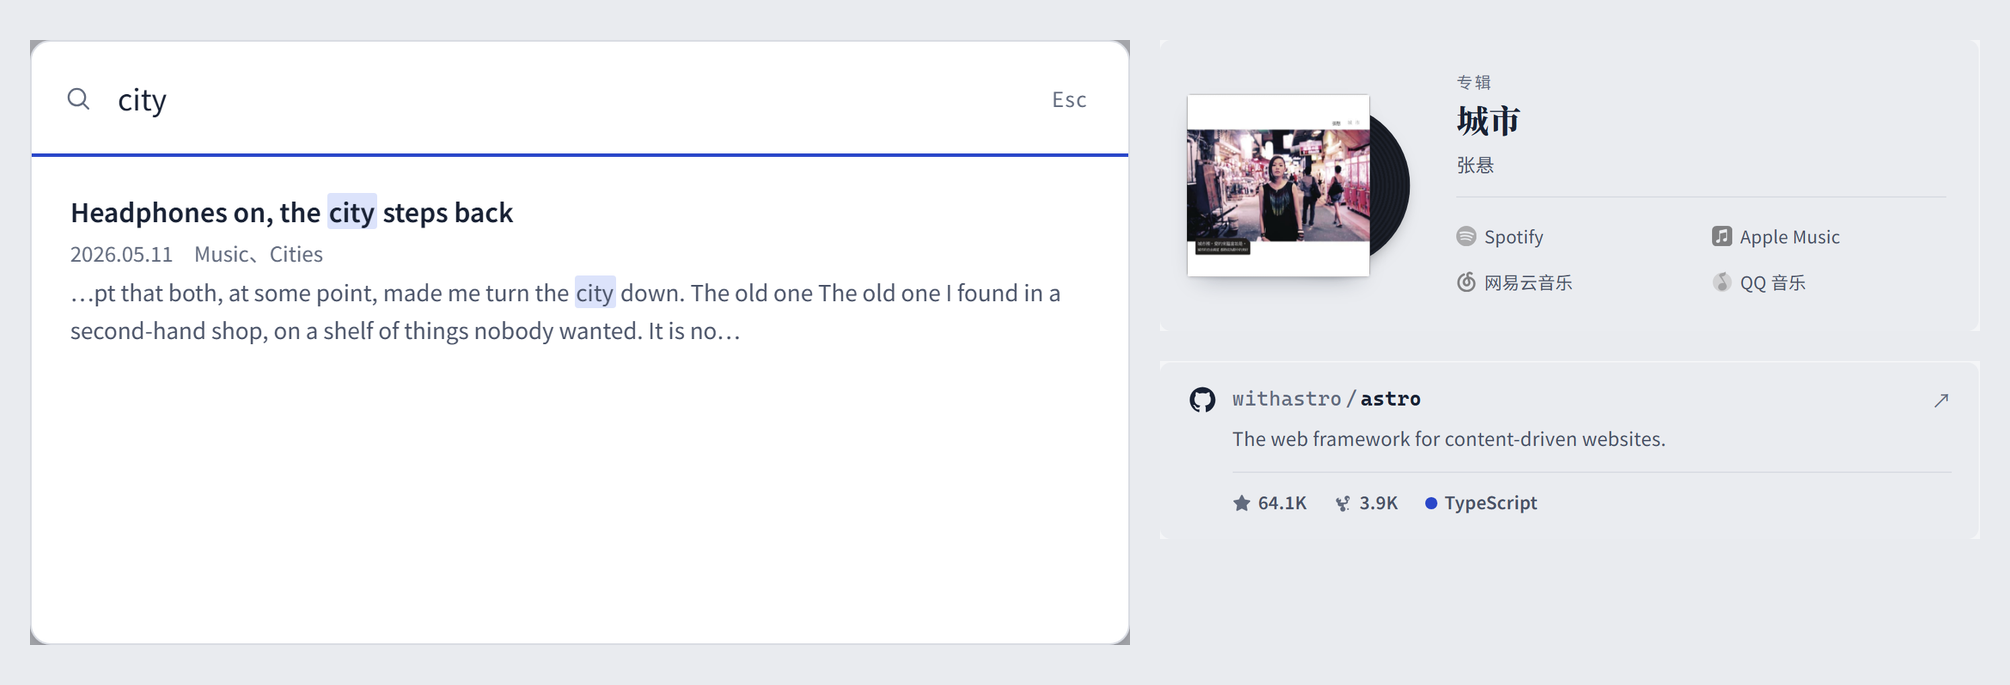 city
Esc
Headphones on, the city steps back
2026.05.11 Music、Cities
…pt that both, at some point, made me turn the city down. The old one The old one I found in a
second-hand shop, on a shelf of things nobody wanted. It is no…
专辑
城市
张悬
Spotify
Apple Music
网易云音乐
QQ 音乐
withastro/astro
The web framework for content-driven websites.
64.1K 3.9K TypeScript